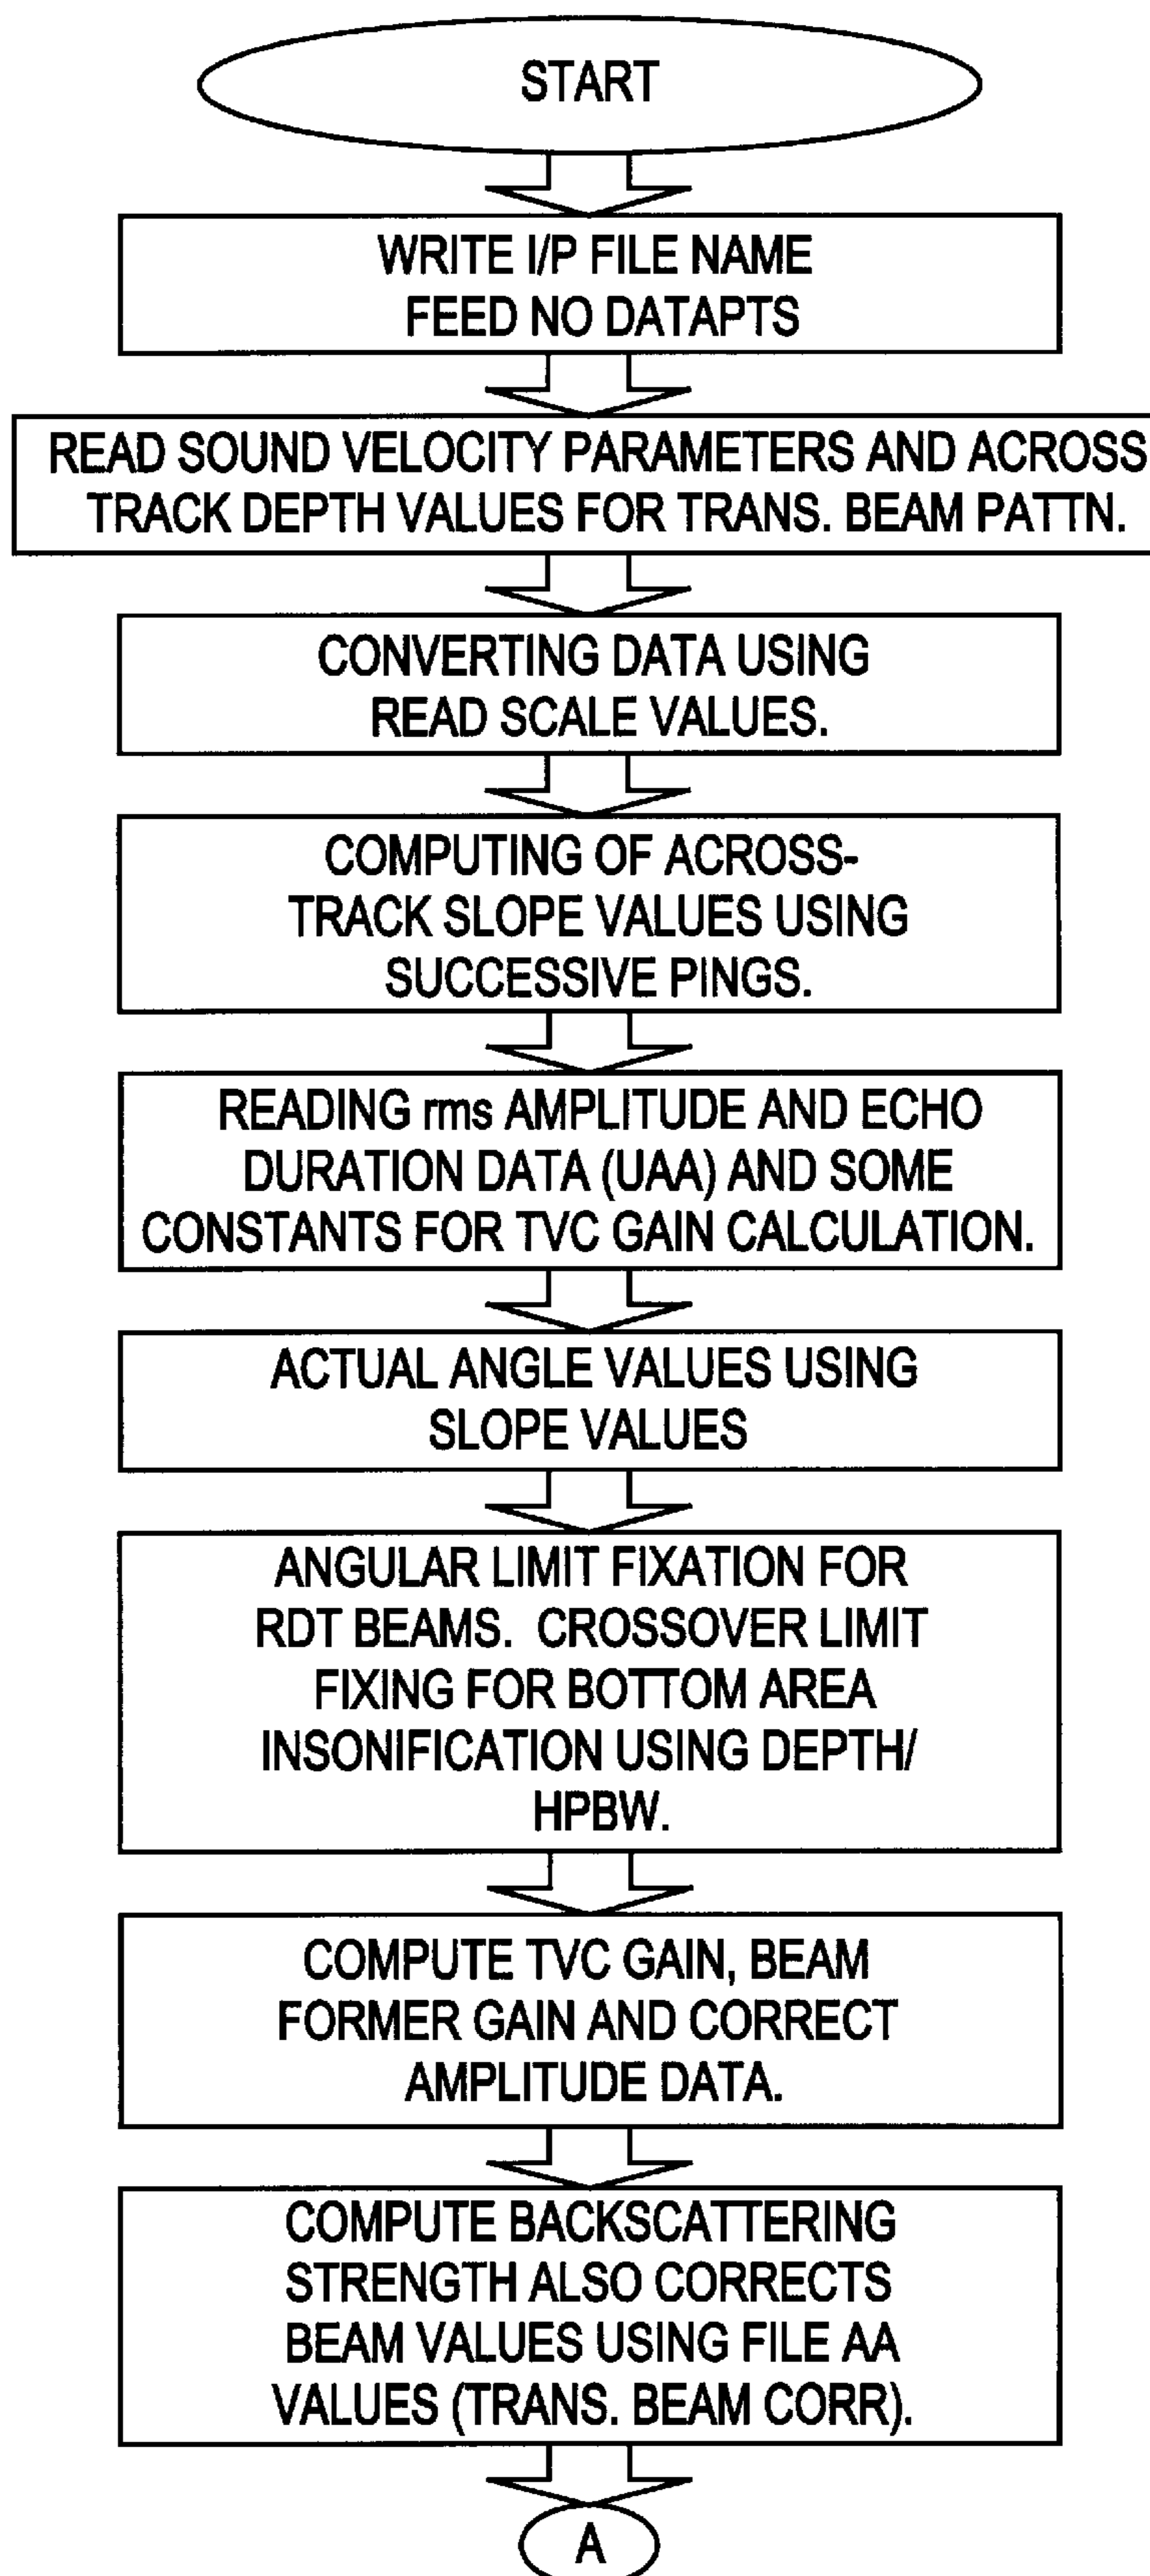 START
WRITE I/P FILE NAME
FEED NO DATAPTS
READ SOUND VELOCITY PARAMETERS AND ACROSS
TRACK DEPTH VALUES FOR TRANS. BEAM PATTN.
CONVERTING DATA USING
READ SCALE VALUES.
COMPUTING OF ACROSS-
TRACK SLOPE VALUES USING
SUCCESSIVE PINGS.
READING rms AMPLITUDE AND ECHO
DURATION DATA (UAA) AND SOME
CONSTANTS FOR TVC GAIN CALCULATION.
ACTUAL ANGLE VALUES USING
SLOPE VALUES
ANGULAR LIMIT FIXATION FOR
RDT BEAMS. CROSSOVER LIMIT
FIXING FOR BOTTOM AREA
INSONIFICATION USING DEPTH/
HPBW.
COMPUTE TVC GAIN, BEAM
FORMER GAIN AND CORRECT
AMPLITUDE DATA.
COMPUTE BACKSCATTERING
STRENGTH ALSO CORRECTS
BEAM VALUES USING FILE AA
VALUES (TRANS. BEAM CORR).
A